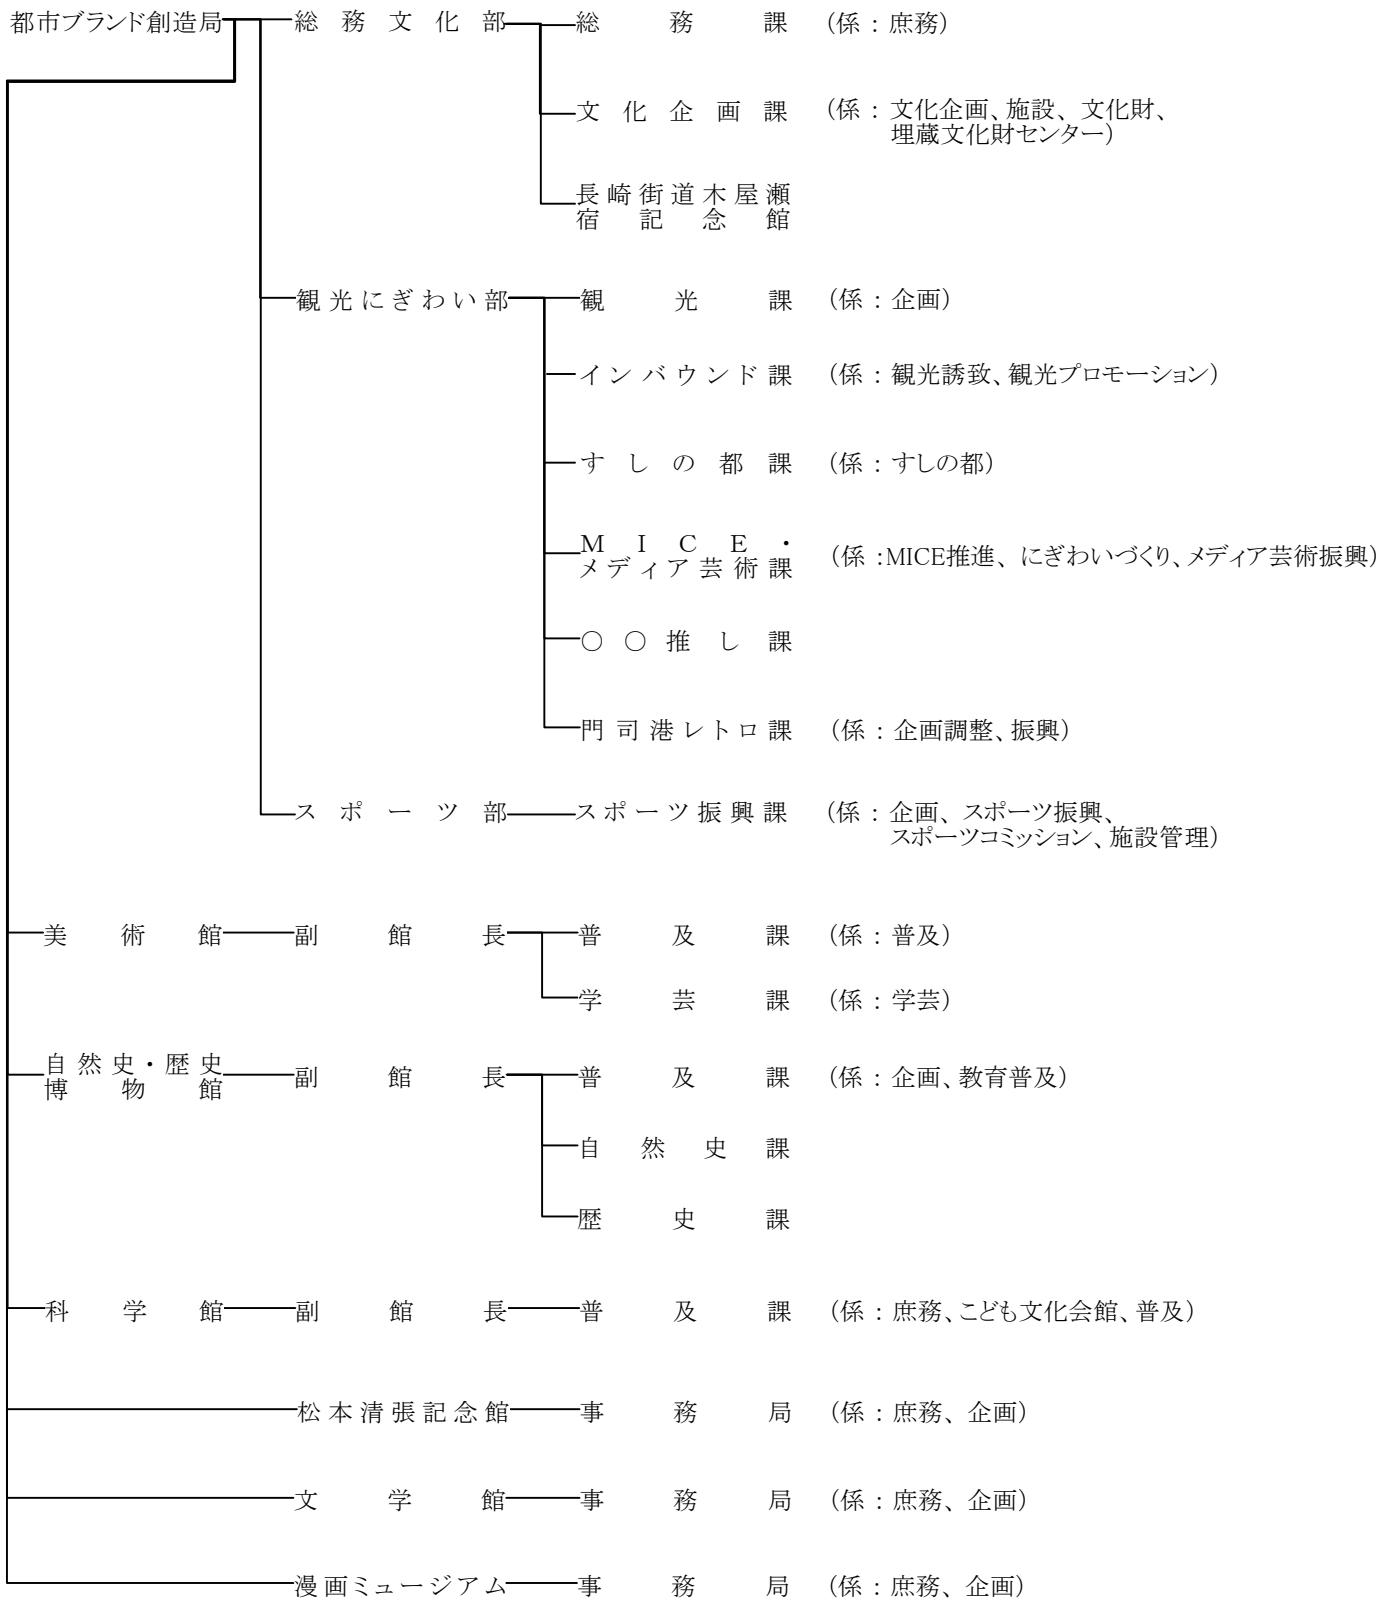 都市ブランド創造局 総務文化部 総務課 （係：庶務）
文化企画課 （係：文化企画、施設、文化財、
埋蔵文化財センター）
長崎街道木屋瀬
宿記念館
観光にぎわい部 観光課 （係：企画）
インバウンド課 （係：観光誘致、観光プロモーション）
すしの都課 （係：すしの都）
ＭＩＣＥ・
メディア芸術課 （係：MICE推進、にぎわいづくり、メディア芸術振興）
〇〇推し課
門司港レトロ課 （係：企画調整、振興）
スポーツ部 スポーツ振興課 （係：企画、スポーツ振興、
スポーツコミッション、施設管理）
美術館 副館長 普及課 （係：普及）
学芸課 （係：学芸）
自然史・歴史
博物館 副館長 普及課 （係：企画、教育普及）
自然史課
歴史課
科学館 副館長 普及課 （係：庶務、こども文化会館、普及）
松本清張記念館 事務局 （係：庶務、企画）
文学館 事務局 （係：庶務、企画）
漫画ミュージアム 事務局 （係：庶務、企画）